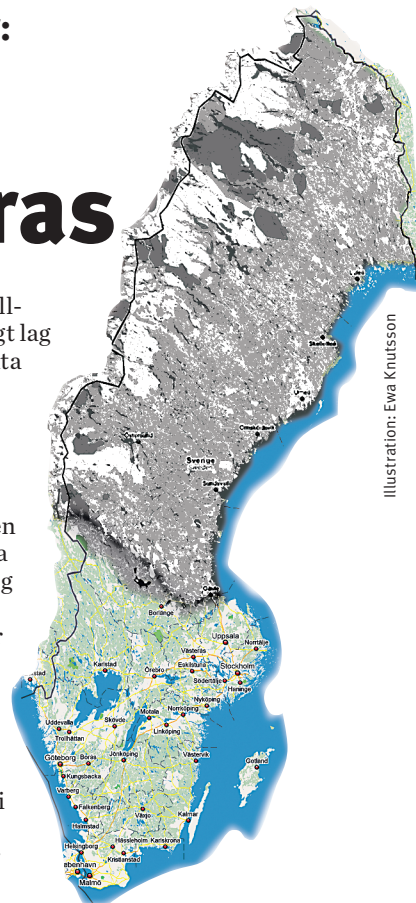 :
ras
ll-
gt lag
ta
en
a
g
r
i
Illustration: Ewa Knutsson
Luleå
Skellefteå
Umeå
Örnsköldsvik
Östersund
Sverige
Sundsvall
Gävle
Borlänge
Uppsala
Norrtälje
Västerås
Karlstad
Örebro
Eskilstuna
Stockholm
Södertälje
Haninge
stad
Nyköping
Motala
Norrköping
Uddevalla
Skövde
Trollhättan
Linköping
Göteborg
Borås
Jönköping
Västervik
Gotland
Kungsbacka
Varberg
Falkenberg
Växjö
Kalmar
Halmstad
Helsingborg
Hässleholm
Karlskrona
Kristianstad
øbenhavn
Malmö